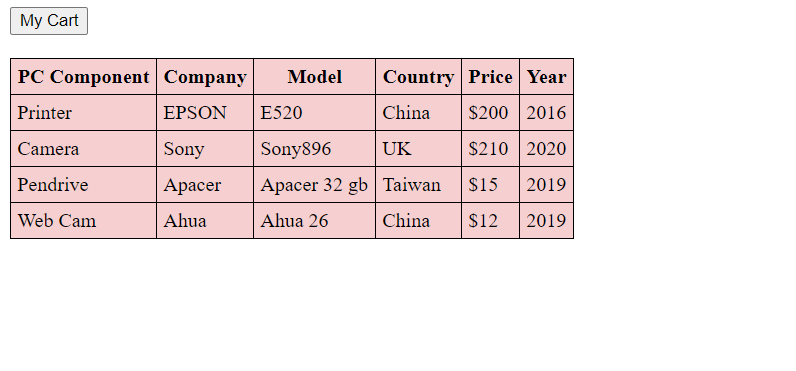 My Cart
PC Component Company Model Country Price Year
Printer EPSON E520 China $200 2016
Camera Sony Sony896 UK $210 2020
Pendrive Apacer Apacer 32 gb Taiwan $15 2019
Web Cam Ahua Ahua 26 China $12 2019